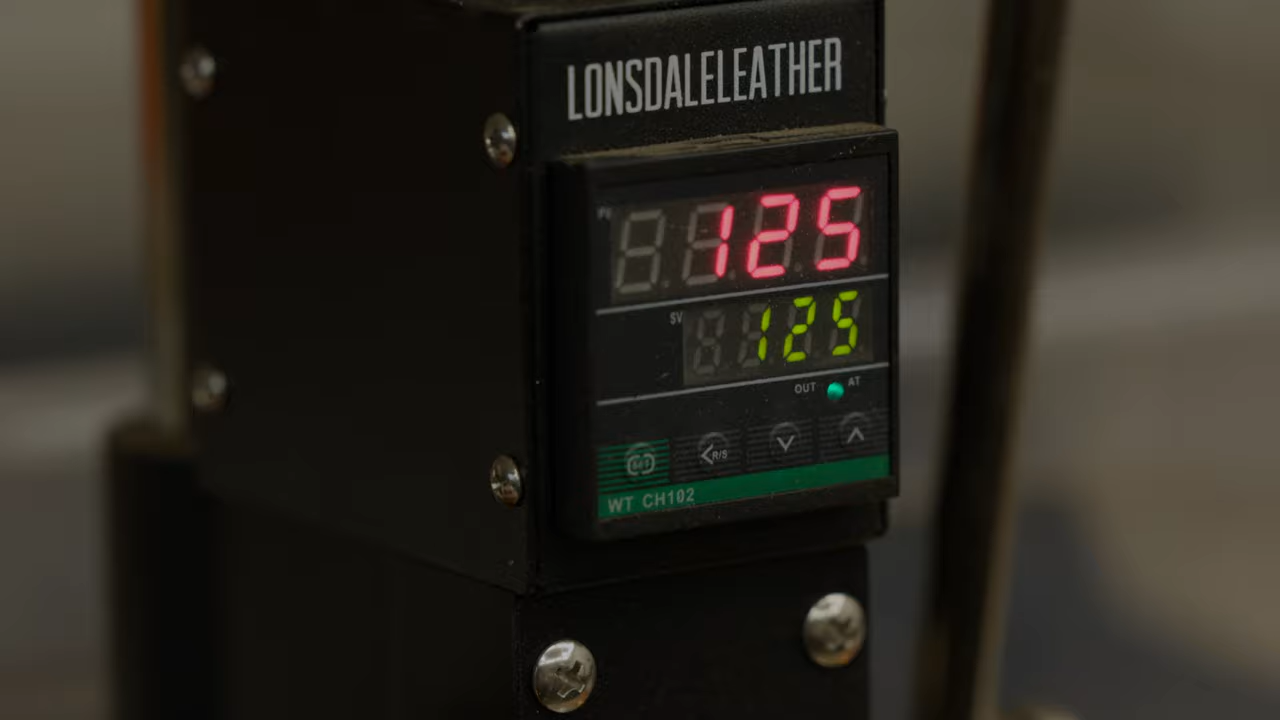 LONSDALELEATHER
125
SV 125
OUT AT
R/S
WT CH102